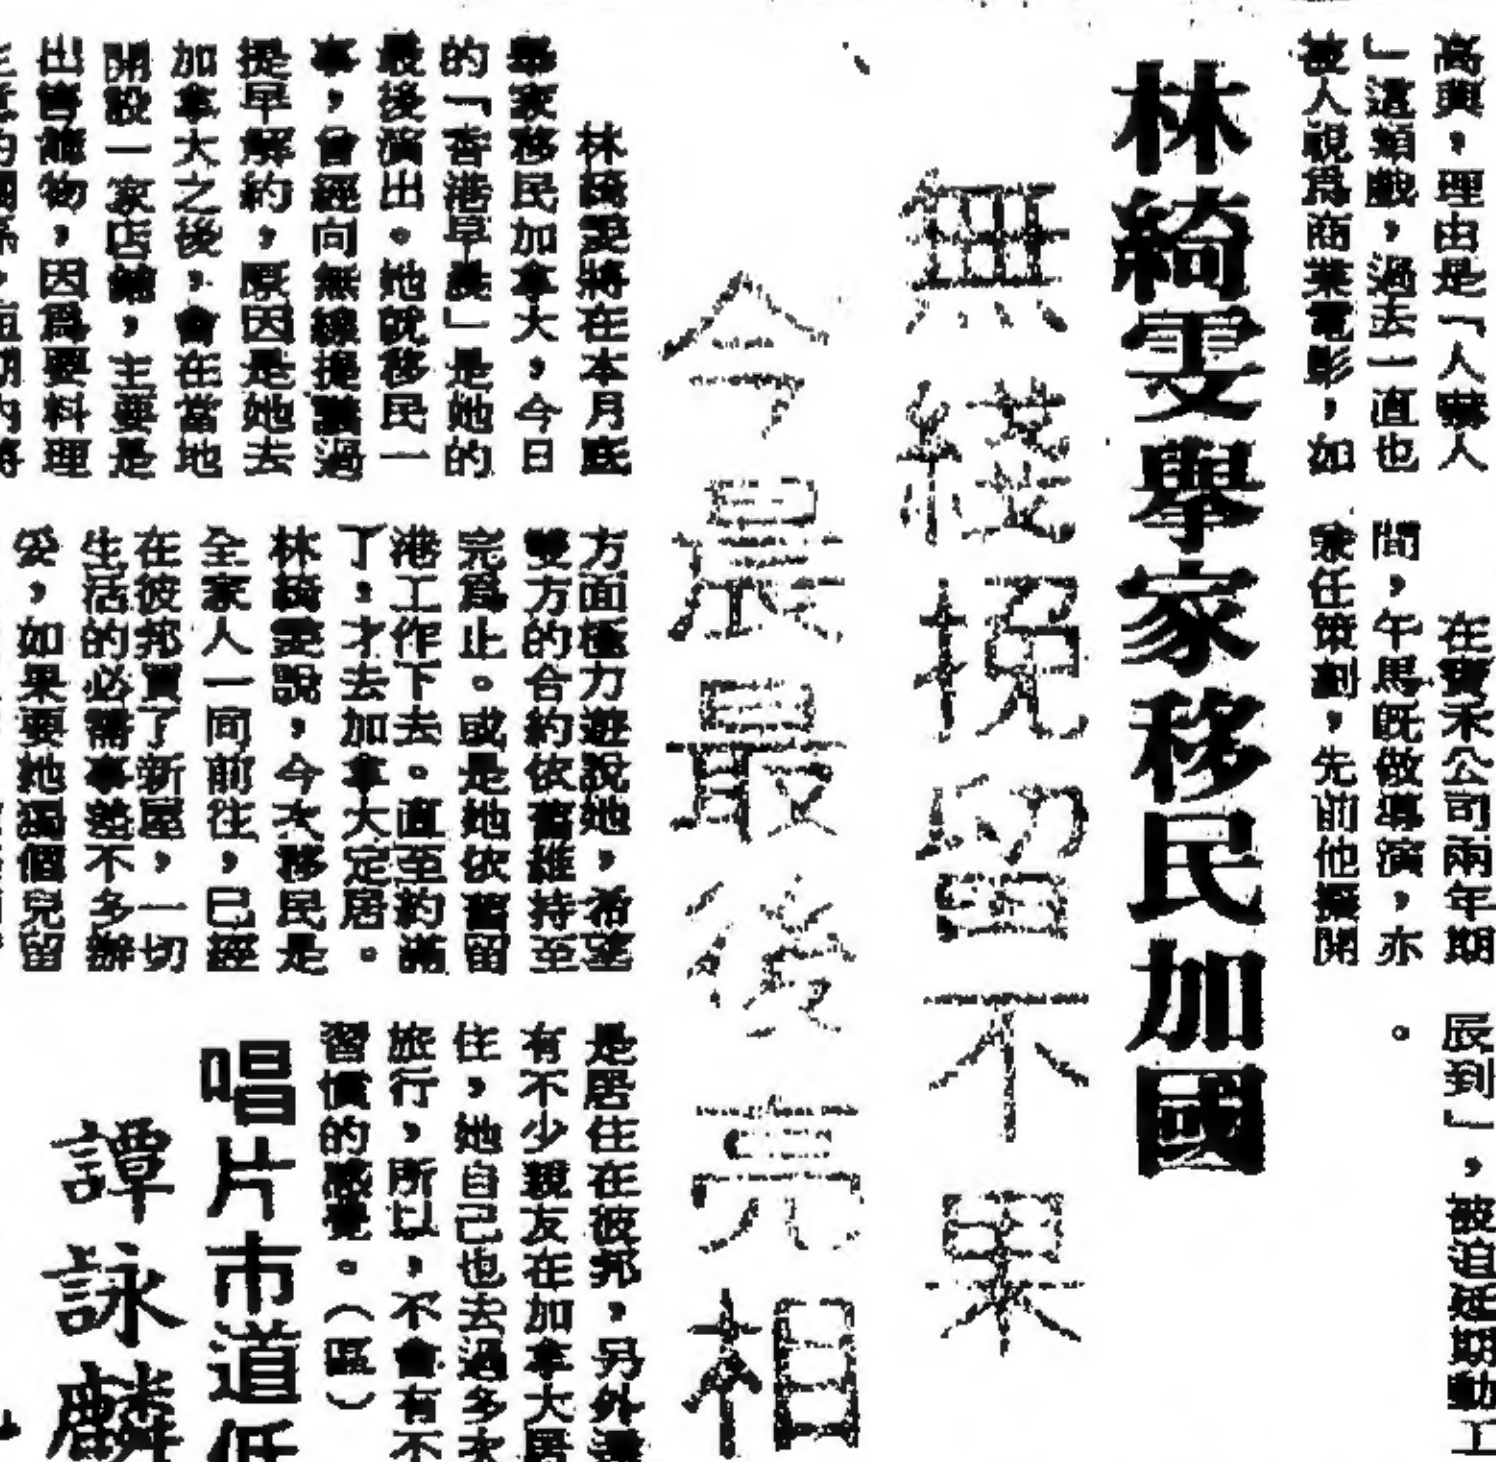 高興，理由是「人嚇人
」這類戲，過去一直也
被人視爲商業電影，如
在寶禾公司兩年期
間，午馬既做導演，亦
兼任策劃，先前他擬開
辰到」，被迫延期動工
。
林綺雯舉家移民加國
無綫挽留不果
今晨最後亮相
林綺雯將在本月底
舉家移民加拿大，今日
的「香港早晨」是她的
最後演出。她就移民一
事，曾經向無線提議過
提早解約，原因是她去
加拿大之後，會在當地
開設一家店舖，主要是
出售禮物，因爲要料理
方面極力遊說她，希望
雙方的合約依舊維持至
完爲止。或是她依舊留
港工作下去。直至約滿
了，才去加拿大定居。
林綺雯說，今次移民是
全家人一同前往，已經
在彼邦買了新屋，一切
生活的必需事差不多辦
妥，如果要她獨個兒留
是居住在彼邦，另外還
有不少親友在加拿大居
住，她自己也去過多次
旅行，所以，不會有不
習慣的感覺。（區）
唱片市道低
譚詠麟